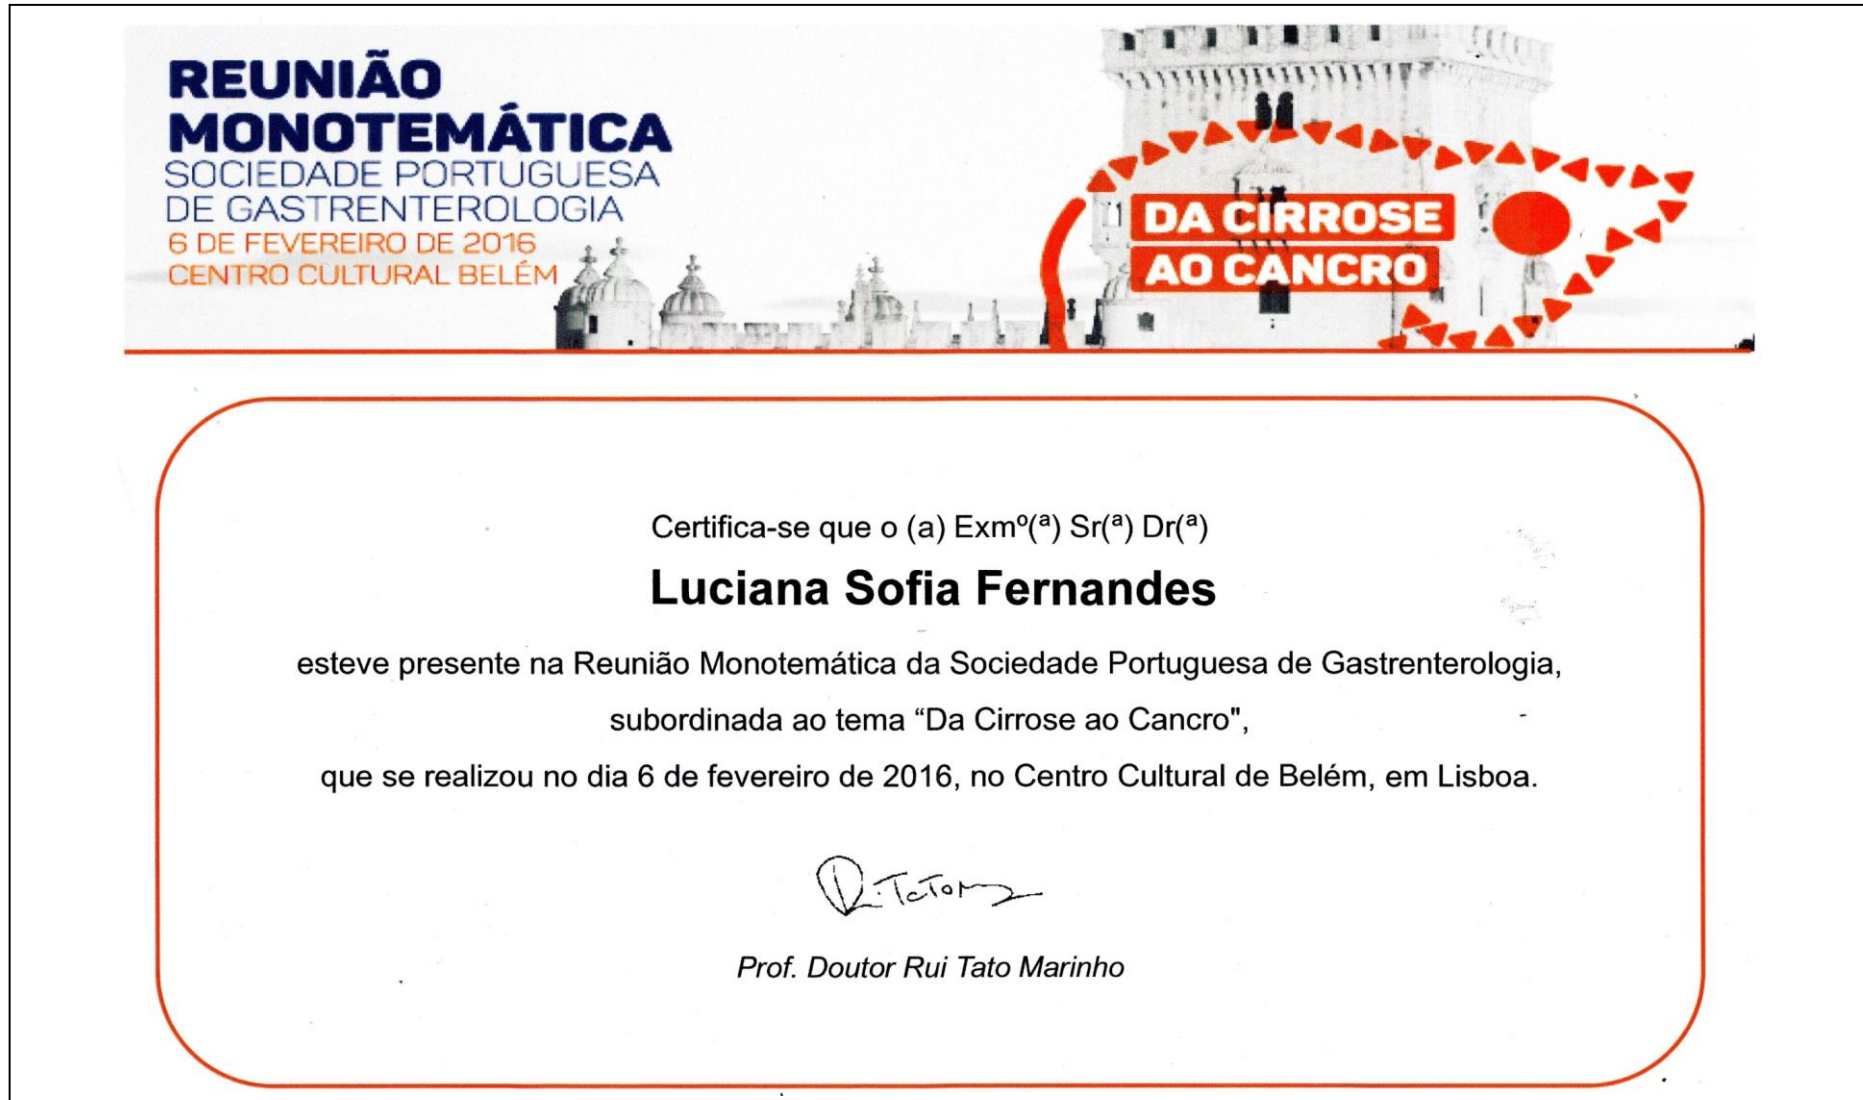 REUNIÃO
MONOTEMÁTICA
SOCIEDADE PORTUGUESA
DE GASTRENTEROLOGIA
6 DE FEVEREIRO DE 2016
CENTRO CULTURAL BELÉM
DA CIRROSE
AO CANCRO
Certifica-se que o (a) Exmº(ª) Sr(ª) Dr(ª)
Luciana Sofia Fernandes
esteve presente na Reunião Monotemática da Sociedade Portuguesa de Gastrenterologia,
subordinada ao tema “Da Cirrose ao Cancro",
que se realizou no dia 6 de fevereiro de 2016, no Centro Cultural de Belém, em Lisboa.
Prof. Doutor Rui Tato Marinho